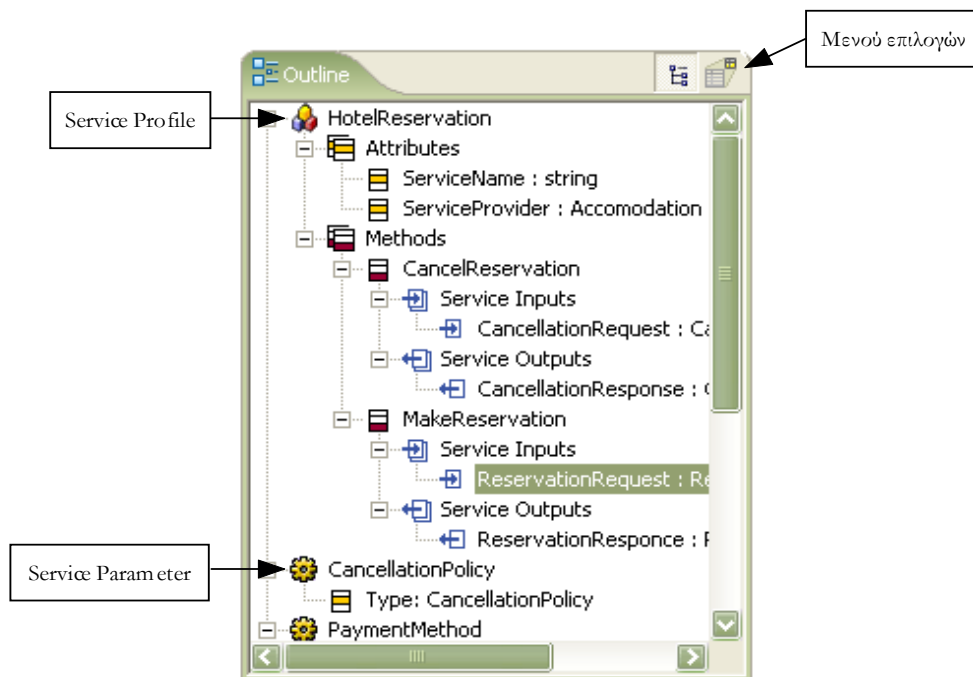 Μενού επιλογών
Outline
Service Profile
HotelReservation
Attributes
ServiceName : string
ServiceProvider : Accomodation
Methods
CancelReservation
Service Inputs
CancellationRequest : Ca
Service Outputs
CancellationResponse :
MakeReservation
Service Inputs
ReservationRequest : Re
Service Outputs
ReservationResponce :
Service Parameter
CancellationPolicy
Type: CancellationPolicy
PaymentMethod